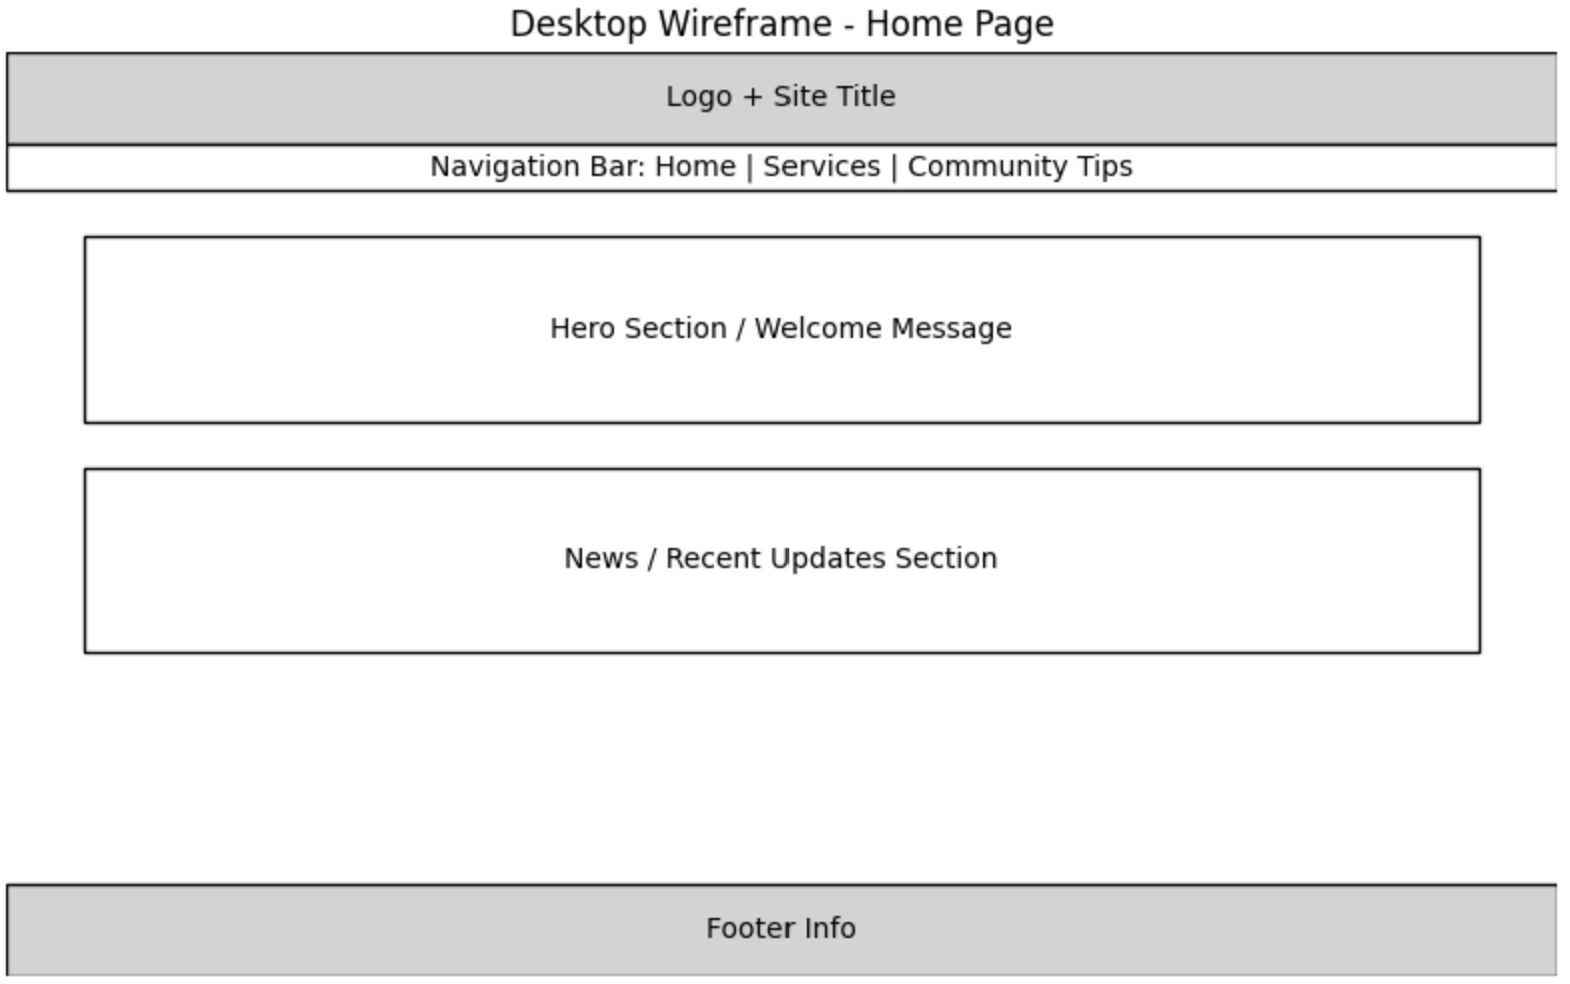 Desktop Wireframe - Home Page
Logo + Site Title
Navigation Bar: Home | Services | Community Tips
Hero Section / Welcome Message
News / Recent Updates Section
Footer Info